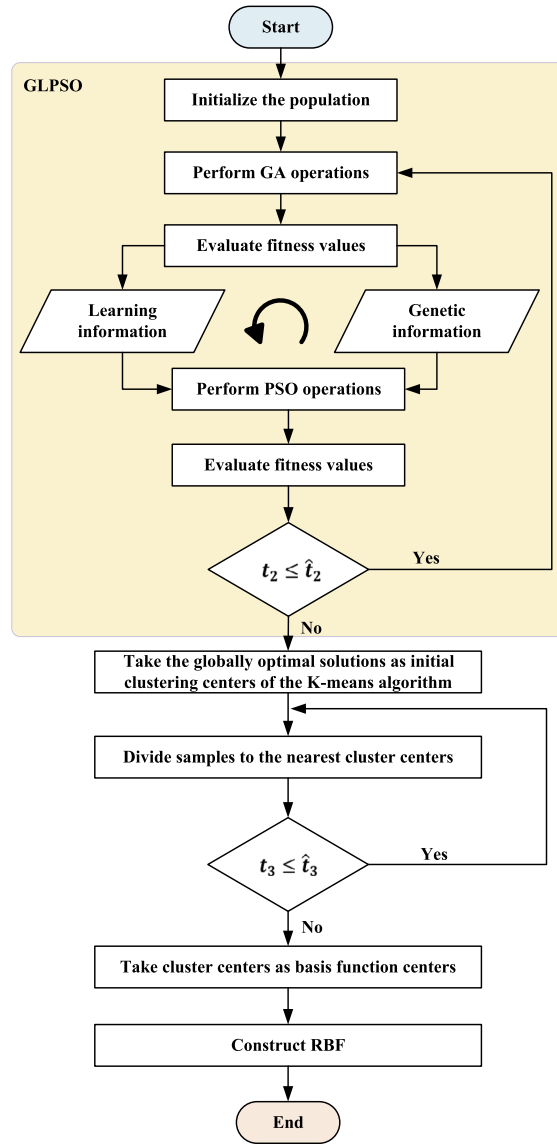 Start
GLPSO
Initialize the population
Perform GA operations
Evaluate fitness values
Learning
information
Genetic
information
Perform PSO operations
Evaluate fitness values
t₂ ≤ t̂₂
Yes
No
Take the globally optimal solutions as initial
clustering centers of the K-means algorithm
Divide samples to the nearest cluster centers
t₃ ≤ t̂₃
Yes
No
Take cluster centers as basis function centers
Construct RBF
End